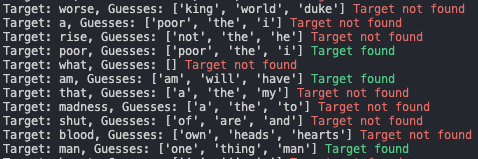 Target: worse, Guesses: ['king', 'world', 'duke'] Target not found
Target: a, Guesses: ['poor', 'the', 'i'] Target not found
Target: rise, Guesses: ['not', 'the', 'he'] Target not found
Target: poor, Guesses: ['poor', 'the', 'i'] Target found
Target: what, Guesses: [] Target not found
Target: am, Guesses: ['am', 'will', 'have'] Target found
Target: that, Guesses: ['a', 'the', 'my'] Target not found
Target: madness, Guesses: ['a', 'the', 'to'] Target not found
Target: shut, Guesses: ['of', 'are', 'and'] Target not found
Target: blood, Guesses: ['own', 'heads', 'hearts'] Target not found
Target: man, Guesses: ['one', 'thing', 'man'] Target found